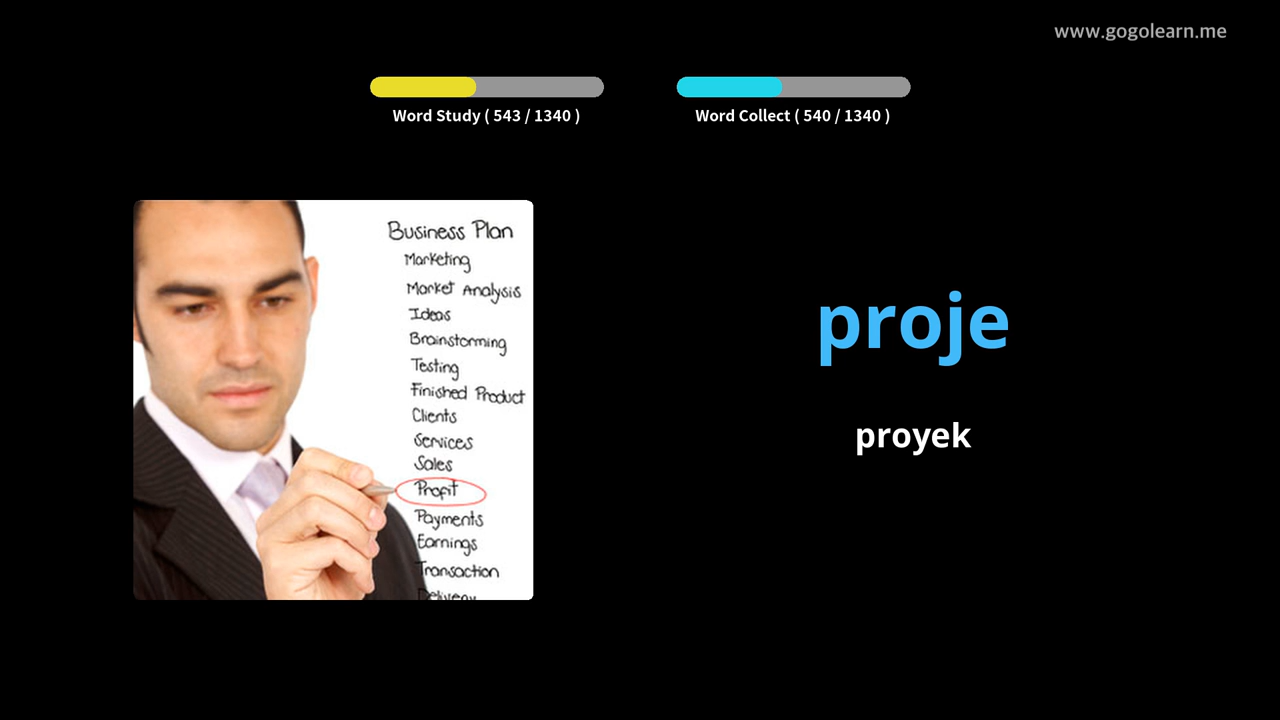 www.gogolearn.me
Word Study ( 543 / 1340 )
Word Collect ( 540 / 1340 )
Business Plan
Marketing
Market Analysis
Ideas
Brainstorming
Testing
Finished Product
Clients
Services
Sales
Profit
Payments
Earnings
Transaction
Delivery
proje
proyek